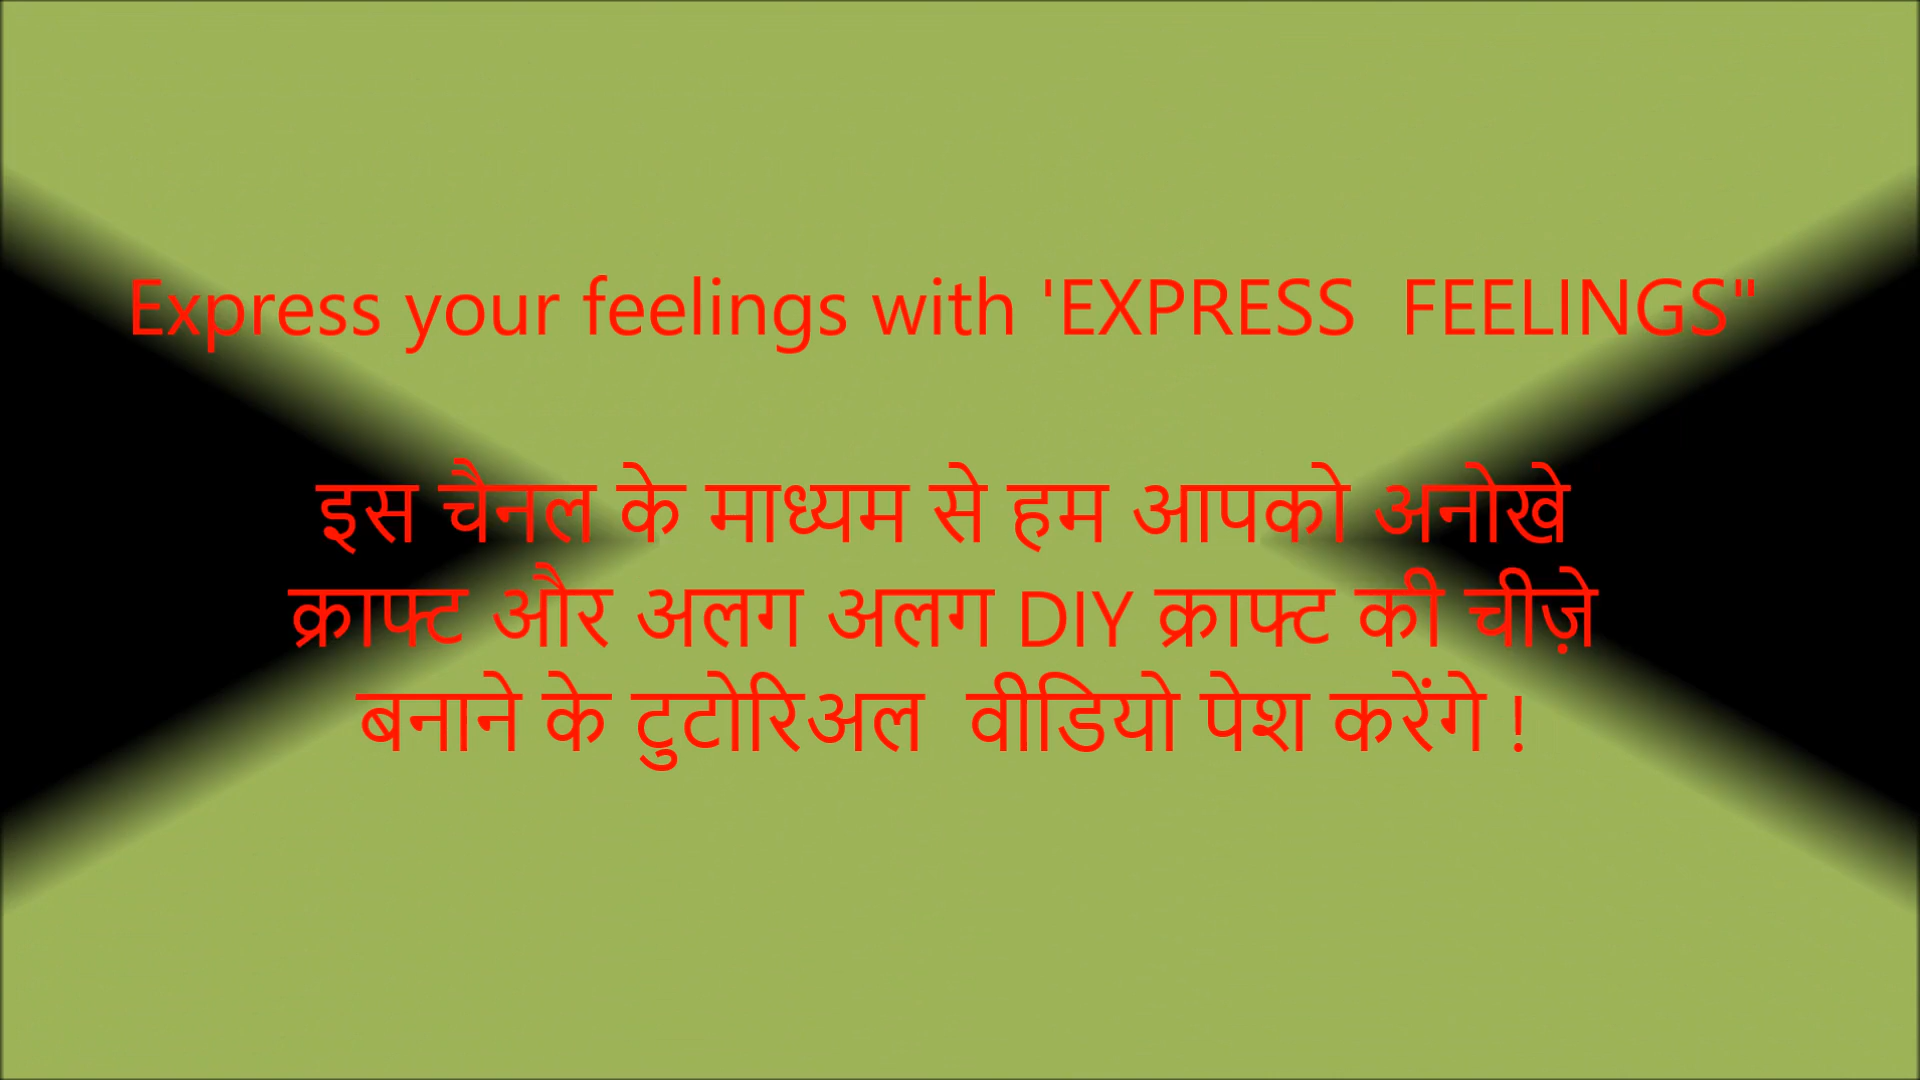 Express your feelings with 'EXPRESS  FEELINGS"
इस चैनल के माध्यम से हम आपको अनोखे
क्राफ्ट और अलग अलग DIY क्राफ्ट की चीज़े
बनाने के टुटोरिअल  वीडियो पेश करेंगे !